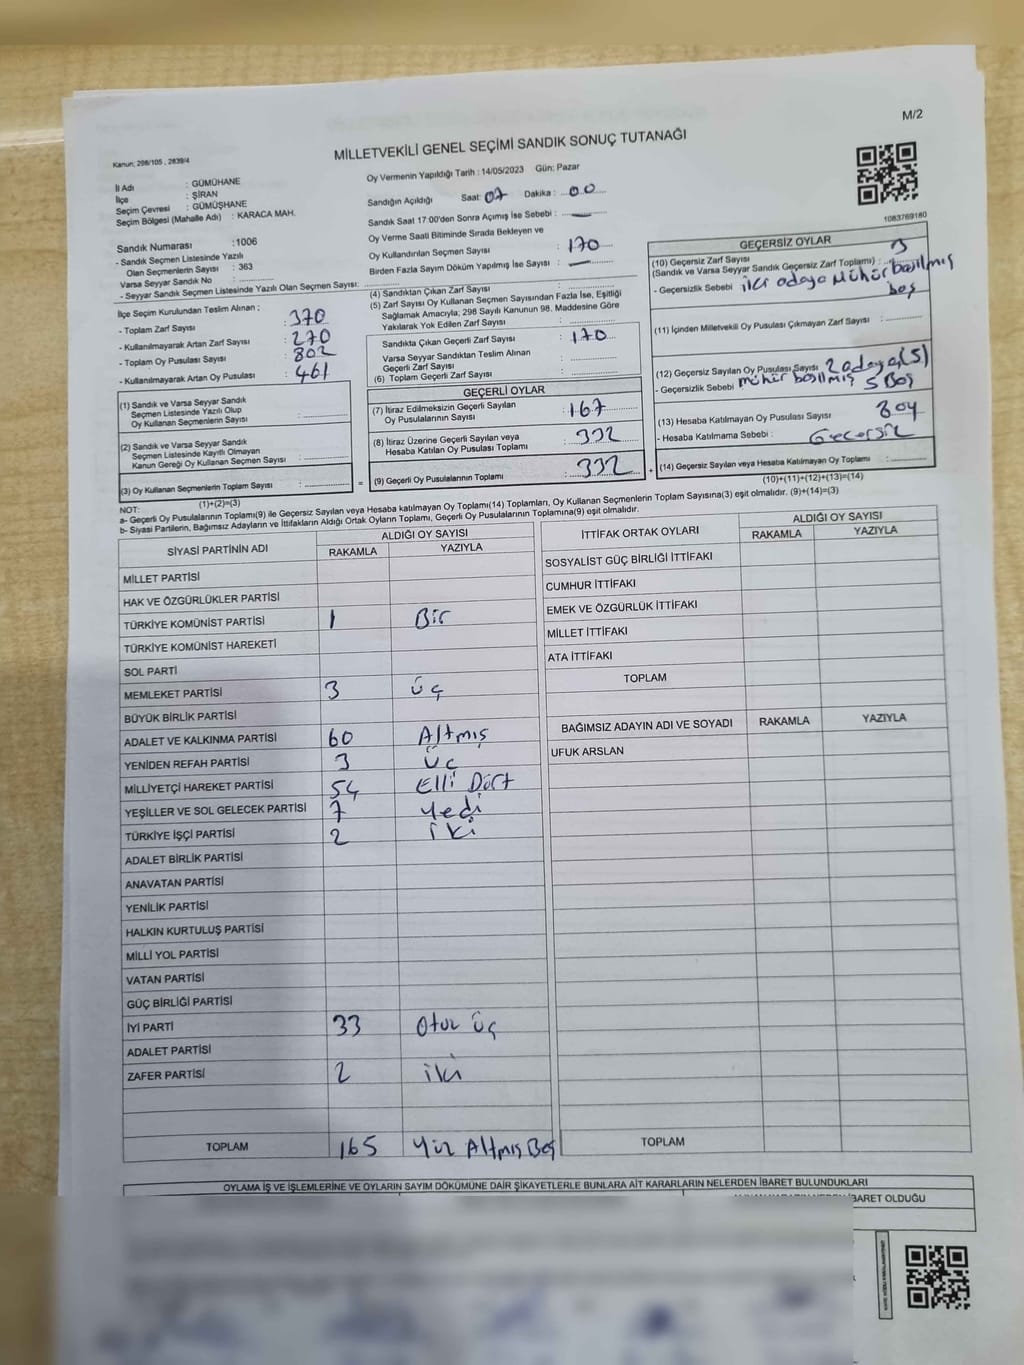 M/2
MİLLETVEKİLİ GENEL SEÇİMİ SANDIK SONUÇ TUTANAĞI
Kanun: 298/105 , 2839/4
İl Adı : GÜMÜHANE
İlçe : ŞİRAN
Seçim Çevresi : GÜMÜŞHANE
Seçim Bölgesi (Mahalle Adı) : KARACA MAH.
Sandık Numarası : 1006
- Sandık Seçmen Listesinde Yazılı
Olan Seçmenlerin Sayısı : 363
Varsa Seyyar Sandık No :
- Seyyar Sandık Seçmen Listesinde Yazılı Olan Seçmen Sayısı:
İlçe Seçim Kurulundan Teslim Alınan ;
- Toplam Zarf Sayısı : 370
- Kullanılmayarak Artan Zarf Sayısı : 270
- Toplam Oy Pusulası Sayısı : 802
- Kullanılmayarak Artan Oy Pusulası : 461
(1) Sandık ve Varsa Seyyar Sandık
Seçmen Listesinde Yazılı Olup
Oy Kullanan Seçmenlerin Sayısı :
(2) Sandık ve Varsa Seyyar Sandık
Seçmen Listesinde Kayıtlı Olmayan
Kanun Gereği Oy Kullanan Seçmen Sayısı :
(3) Oy Kullanan Seçmenlerin Toplam Sayısı :
(1)+(2)=(3)
Oy Vermenin Yapıldığı Tarih : 14/05/2023 Gün: Pazar
Sandığın Açıldığı Saat: 07 Dakika : 00
Sandık Saat 17:00'den Sonra Açımış İse Sebebi : —
Oy Verme Saati Bitiminde Sırada Bekleyen ve
Oy Kullandırılan Seçmen Sayısı : 170
Birden Fazla Sayım Döküm Yapılmış İse Sayısı : —
(4) Sandıktan Çıkan Zarf Sayısı :
(5) Zarf Sayısı Oy Kullanan Seçmen Sayısından Fazla İse, Eşitliği
Sağlamak Amacıyla; 298 Sayılı Kanunun 98. Maddesine Göre
Yakılarak Yok Edilen Zarf Sayısı :
Sandıkta Çıkan Geçerli Zarf Sayısı : 170
Varsa Seyyar Sandıktan Teslim Alınan
Geçerli Zarf Sayısı :
(6) Toplam Geçerli Zarf Sayısı :
GEÇERLİ OYLAR
(7) İtiraz Edilmeksizin Geçerli Sayılan
Oy Pusulalarının Sayısı : 167
(8) İtiraz Üzerine Geçerli Sayılan veya
Hesaba Katılan Oy Pusulası Toplamı : 332
= (9) Geçerli Oy Pusulalarının Toplamı : 332 +
1083769180
GEÇERSİZ OYLAR
(10) Geçersiz Zarf Sayısı
(Sandık ve Varsa Seyyar Sandık Geçersiz Zarf Toplamı) : 3
- Geçersizlik Sebebi : iki adaya Mühür basılmış
boş
(11) İçinden Milletvekili Oy Pusulası Çıkmayan Zarf Sayısı :
(12) Geçersiz Sayılan Oy Pusulası Sayısı 2 adaya (5)
- Geçersizlik Sebebi mühür basılmış 5 Boş
(13) Hesaba Katılmayan Oy Pusulası Sayısı 3 oy
- Hesaba Katılmama Sebebi : Geçersiz
(14) Geçersiz Sayılan veya Hesaba Katılmayan Oy Toplamı :
(10)+(11)+(12)+(13)=(14)
NOT:
a- Geçerli Oy Pusulalarının Toplamı(9) ile Geçersiz Sayılan veya Hesaba katılmayan Oy Toplamı(14) Toplamları, Oy Kullanan Seçmenlerin Toplam Sayısına(3) eşit olmalıdır. (9)+(14)=(3)
b- Siyasi Partilerin, Bağımsız Adayların ve İttifakların Aldığı Ortak Oyların Toplamı, Geçerli Oy Pusulalarının Toplamına(9) eşit olmalıdır.
SİYASİ PARTİNİN ADI ALDIĞI OY SAYISI
RAKAMLA YAZIYLA
MİLLET PARTİSİ
HAK VE ÖZGÜRLÜKLER PARTİSİ
TÜRKİYE KOMÜNİST PARTİSİ 1 Bir
TÜRKİYE KOMÜNİST HAREKETİ
SOL PARTİ
MEMLEKET PARTİSİ 3 üç
BÜYÜK BİRLİK PARTİSİ
ADALET VE KALKINMA PARTİSİ 60 Altmış
YENİDEN REFAH PARTİSİ 3 üç
MİLLİYETÇİ HAREKET PARTİSİ 54 Elli Dört
YEŞİLLER VE SOL GELECEK PARTİSİ 7 yedi
TÜRKİYE İŞÇİ PARTİSİ 2 iki
ADALET BİRLİK PARTİSİ
ANAVATAN PARTİSİ
YENİLİK PARTİSİ
HALKIN KURTULUŞ PARTİSİ
MİLLİ YOL PARTİSİ
VATAN PARTİSİ
GÜÇ BİRLİĞİ PARTİSİ
İYİ PARTİ 33 Otuz üç
ADALET PARTİSİ
ZAFER PARTİSİ 2 iki
TOPLAM 165 Yüz Altmış Beş
İTTİFAK ORTAK OYLARI ALDIĞI OY SAYISI
RAKAMLA YAZIYLA
SOSYALİST GÜÇ BİRLİĞİ İTTİFAKI
CUMHUR İTTİFAKI
EMEK VE ÖZGÜRLÜK İTTİFAKI
MİLLET İTTİFAKI
ATA İTTİFAKI
TOPLAM
BAĞIMSIZ ADAYIN ADI VE SOYADI RAKAMLA YAZIYLA
UFUK ARSLAN
TOPLAM
OYLAMA İŞ VE İŞLEMLERİNE VE OYLARIN SAYIM DÖKÜMÜNE DAİR ŞİKAYETLERLE BUNLARA AİT KARARLARIN NELERDEN İBARET BULUNDUKLARI
İBARET OLDUĞU